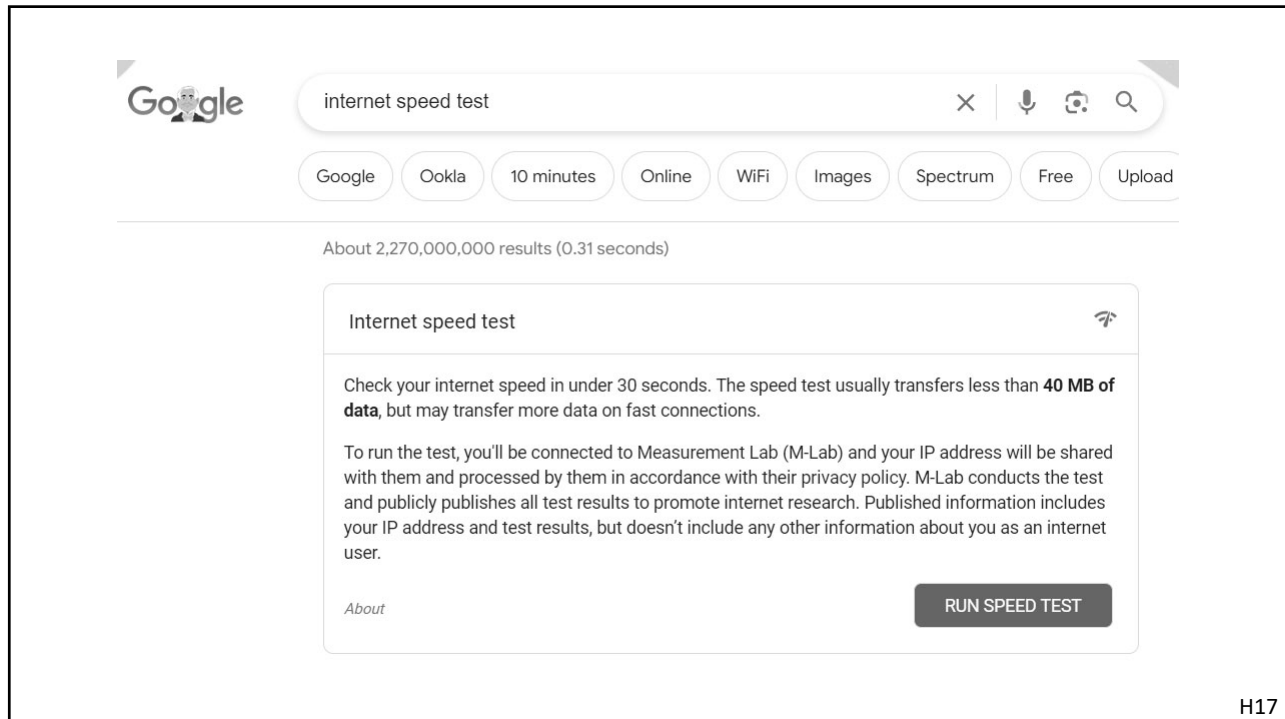 Google
internet speed test
Google Ookla 10 minutes Online WiFi Images Spectrum Free Upload
About 2,270,000,000 results (0.31 seconds)
Internet speed test
Check your internet speed in under 30 seconds. The speed test usually transfers less than 40 MB of
data, but may transfer more data on fast connections.
To run the test, you'll be connected to Measurement Lab (M-Lab) and your IP address will be shared
with them and processed by them in accordance with their privacy policy. M-Lab conducts the test
and publicly publishes all test results to promote internet research. Published information includes
your IP address and test results, but doesn’t include any other information about you as an internet
user.
About
RUN SPEED TEST
H17